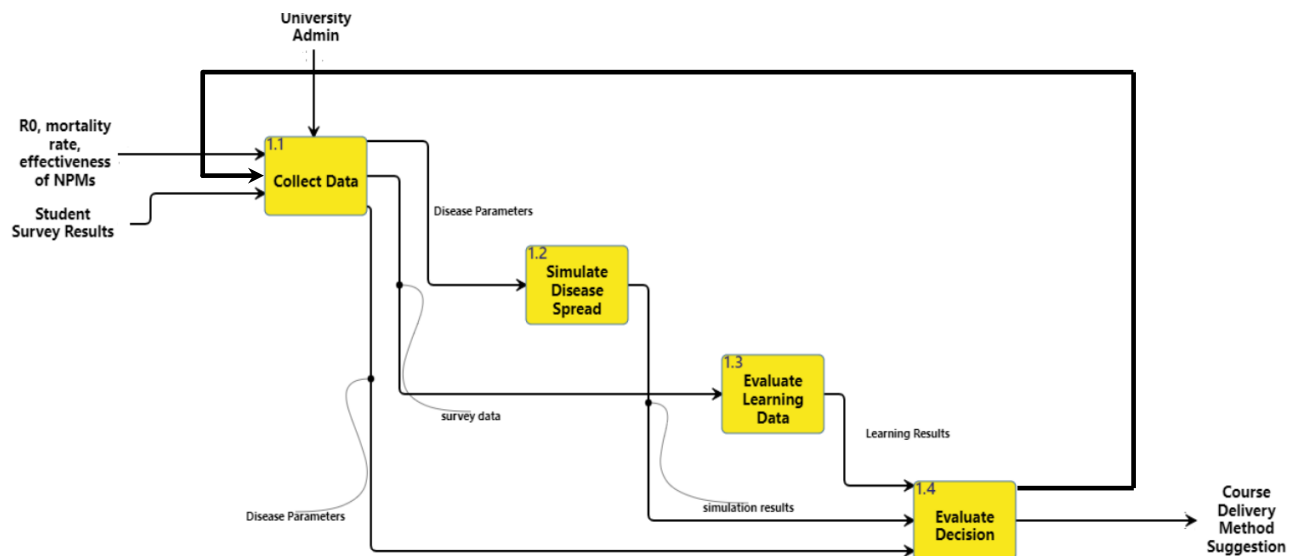 University
Admin
R0, mortality
rate,
effectiveness
of NPMs
Student
Survey Results
1.1
Collect Data
Disease Parameters
1.2
Simulate
Disease
Spread
1.3
Evaluate
Learning
Data
survey data
Learning Results
Disease Parameters
simulation results
1.4
Evaluate
Decision
Course
Delivery
Method
Suggestion